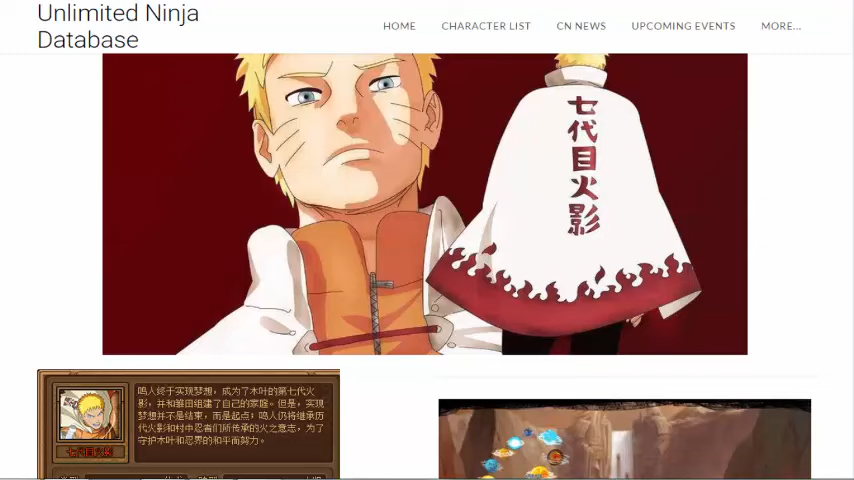 Unlimited Ninja
Database
HOME
CHARACTER LIST
CN NEWS
UPCOMING EVENTS
MORE...
七代目火影
鸣人终于实现梦想，成为了木叶的第七代火
影，并和雏田组建了自己的家庭。但是，实现
梦想并不是结束，而是起点！鸣人仍将继承历
代火影和村中忍者们所传承的火之意志，为了
守护木叶和忍界的和平而努力。
七代目火影